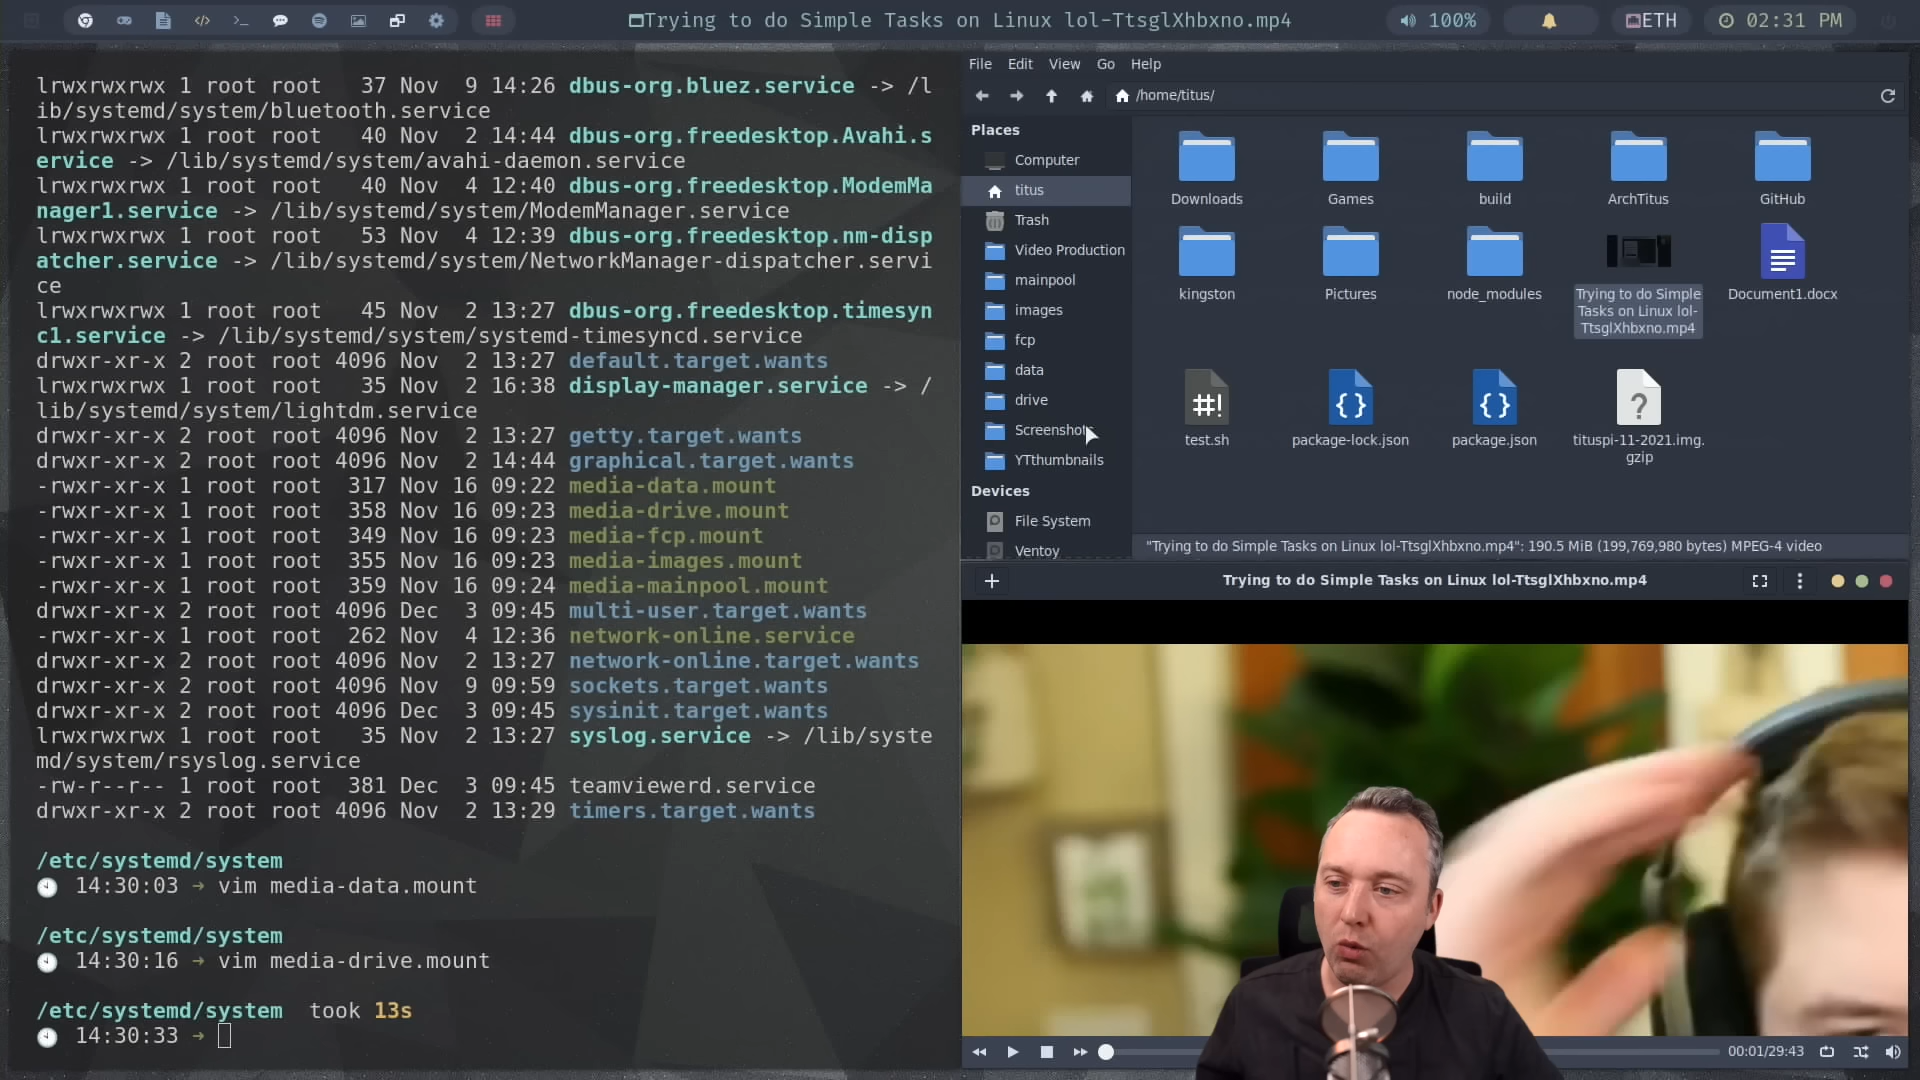 Trying to do Simple Tasks on Linux lol-TtsglXhbxno.mp4
100%
ETH
02:31 PM
lrwxrwxrwx 1 root root   37 Nov  9 14:26 dbus-org.bluez.service -> /l
ib/systemd/system/bluetooth.service
lrwxrwxrwx 1 root root   40 Nov  2 14:44 dbus-org.freedesktop.Avahi.s
ervice -> /lib/systemd/system/avahi-daemon.service
lrwxrwxrwx 1 root root   40 Nov  4 12:40 dbus-org.freedesktop.ModemMa
nager1.service -> /lib/systemd/system/ModemManager.service
lrwxrwxrwx 1 root root   53 Nov  4 12:39 dbus-org.freedesktop.nm-disp
atcher.service -> /lib/systemd/system/NetworkManager-dispatcher.servi
ce
lrwxrwxrwx 1 root root   45 Nov  2 13:27 dbus-org.freedesktop.timesyn
c1.service -> /lib/systemd/system/systemd-timesyncd.service
drwxr-xr-x 2 root root 4096 Nov  2 13:27 default.target.wants
lrwxrwxrwx 1 root root   35 Nov  2 16:38 display-manager.service -> /
lib/systemd/system/lightdm.service
drwxr-xr-x 2 root root 4096 Nov  2 13:27 getty.target.wants
drwxr-xr-x 2 root root 4096 Nov  2 14:44 graphical.target.wants
-rwxr-xr-x 1 root root  317 Nov 16 09:22 media-data.mount
-rwxr-xr-x 1 root root  358 Nov 16 09:23 media-drive.mount
-rwxr-xr-x 1 root root  349 Nov 16 09:23 media-fcp.mount
-rwxr-xr-x 1 root root  355 Nov 16 09:23 media-images.mount
-rwxr-xr-x 1 root root  359 Nov 16 09:24 media-mainpool.mount
drwxr-xr-x 2 root root 4096 Dec  3 09:45 multi-user.target.wants
-rwxr-xr-x 1 root root  262 Nov  4 12:36 network-online.service
drwxr-xr-x 2 root root 4096 Nov  2 13:27 network-online.target.wants
drwxr-xr-x 2 root root 4096 Nov  9 09:59 sockets.target.wants
drwxr-xr-x 2 root root 4096 Dec  3 09:45 sysinit.target.wants
lrwxrwxrwx 1 root root   35 Nov  2 13:27 syslog.service -> /lib/syste
md/system/rsyslog.service
-rw-r--r-- 1 root root  381 Dec  3 09:45 teamviewerd.service
drwxr-xr-x 2 root root 4096 Nov  2 13:29 timers.target.wants
/etc/systemd/system
14:30:03 → vim media-data.mount
/etc/systemd/system
14:30:16 → vim media-drive.mount
/etc/systemd/system  took 13s
14:30:33 →
File Edit View Go Help
/home/titus/
Places
Computer
titus
Trash
Video Production
mainpool
images
fcp
data
drive
Screenshots
YTthumbnails
Devices
File System
Ventoy
Downloads
Games
build
ArchTitus
GitHub
kingston
Pictures
node_modules
Trying to do Simple
Tasks on Linux lol-
TtsglXhbxno.mp4
Document1.docx
test.sh
package-lock.json
package.json
tituspi-11-2021.img.
gzip
"Trying to do Simple Tasks on Linux lol-TtsglXhbxno.mp4": 190.5 MiB (199,769,980 bytes) MPEG-4 video
Trying to do Simple Tasks on Linux lol-TtsglXhbxno.mp4
00:01/29:43